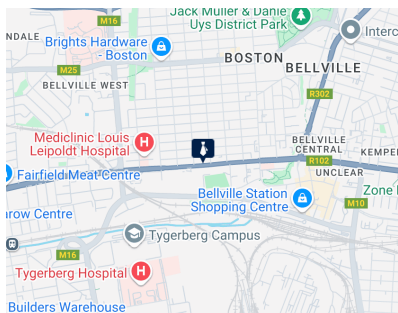 M16
Jack Muller & Danie
Uys District Park
NDALE
Brights Hardware
- Boston
Interc
BOSTON
BELLVILLE
M25
BELLVILLE WEST
R302
Mediclinic Louis
Leipoldt Hospital
H
BELLVILLE
CENTRAL
KEMPE
R102
Fairfield Meat Centre
UNCLEAR
Bellville Station
Shopping Centre
Zone
M10
arow Centre
Tygerberg Campus
M16
Tygerberg Hospital
H
Builders Warehouse